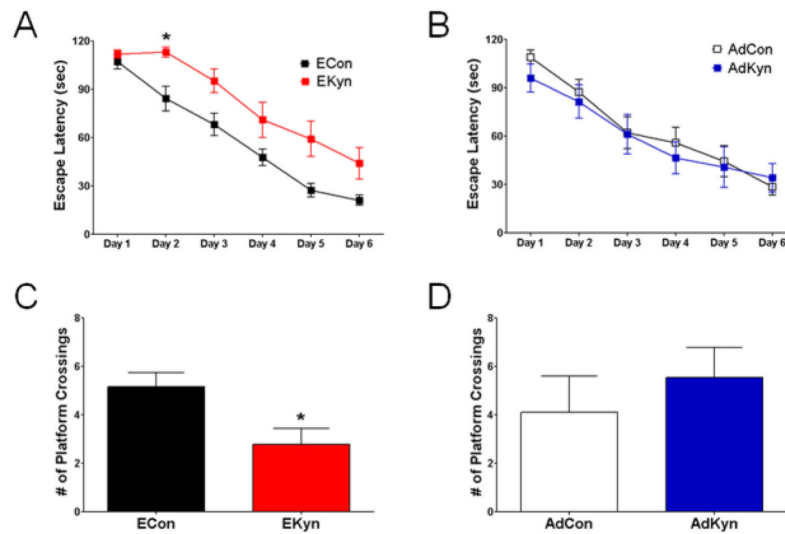 A
Escape Latency (sec)
120
90
60
30
0
*
ECon
EKyn
Day 1 Day 2 Day 3 Day 4 Day 5 Day 6
B
Escape Latency (sec)
120
90
60
30
0
AdCon
AdKyn
Day 1 Day 2 Day 3 Day 4 Day 5 Day 6
C
# of Platform Crossings
8
6
4
2
0
*
ECon EKyn
D
# of Platform Crossings
8
6
4
2
0
AdCon AdKyn